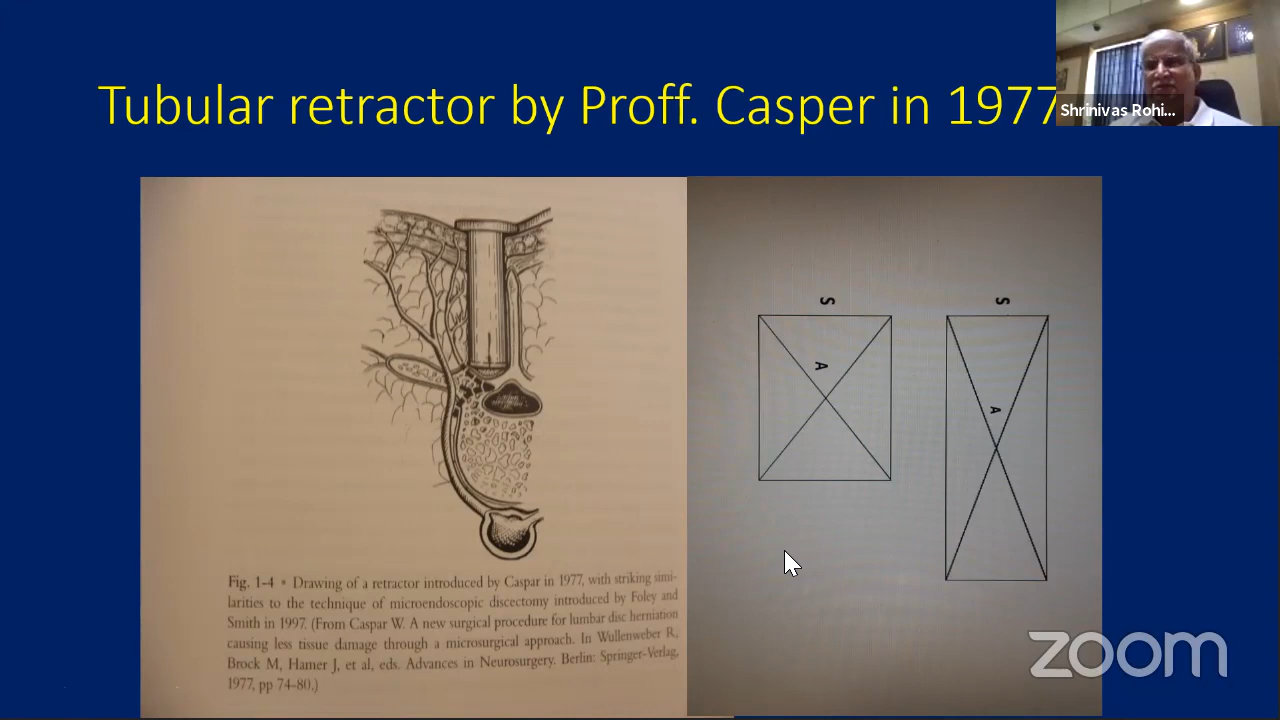 Tubular retractor by Proff. Casper in 1977
Shrinivas Rohi...
S
S
A
A
Fig. 1-4 • Drawing of a retractor introduced by Caspar in 1977, with striking simi-
larities to the technique of microendoscopic discectomy introduced by Foley and
Smith in 1997. (From Caspar W. A new surgical procedure for lumbar disc herniation
causing less tissue damage through a microsurgical approach. In Wullenweber R,
Brock M, Hamer J, et al, eds. Advances in Neurosurgery. Berlin: Springer-Verlag,
1977, pp 74–80.)
zoom